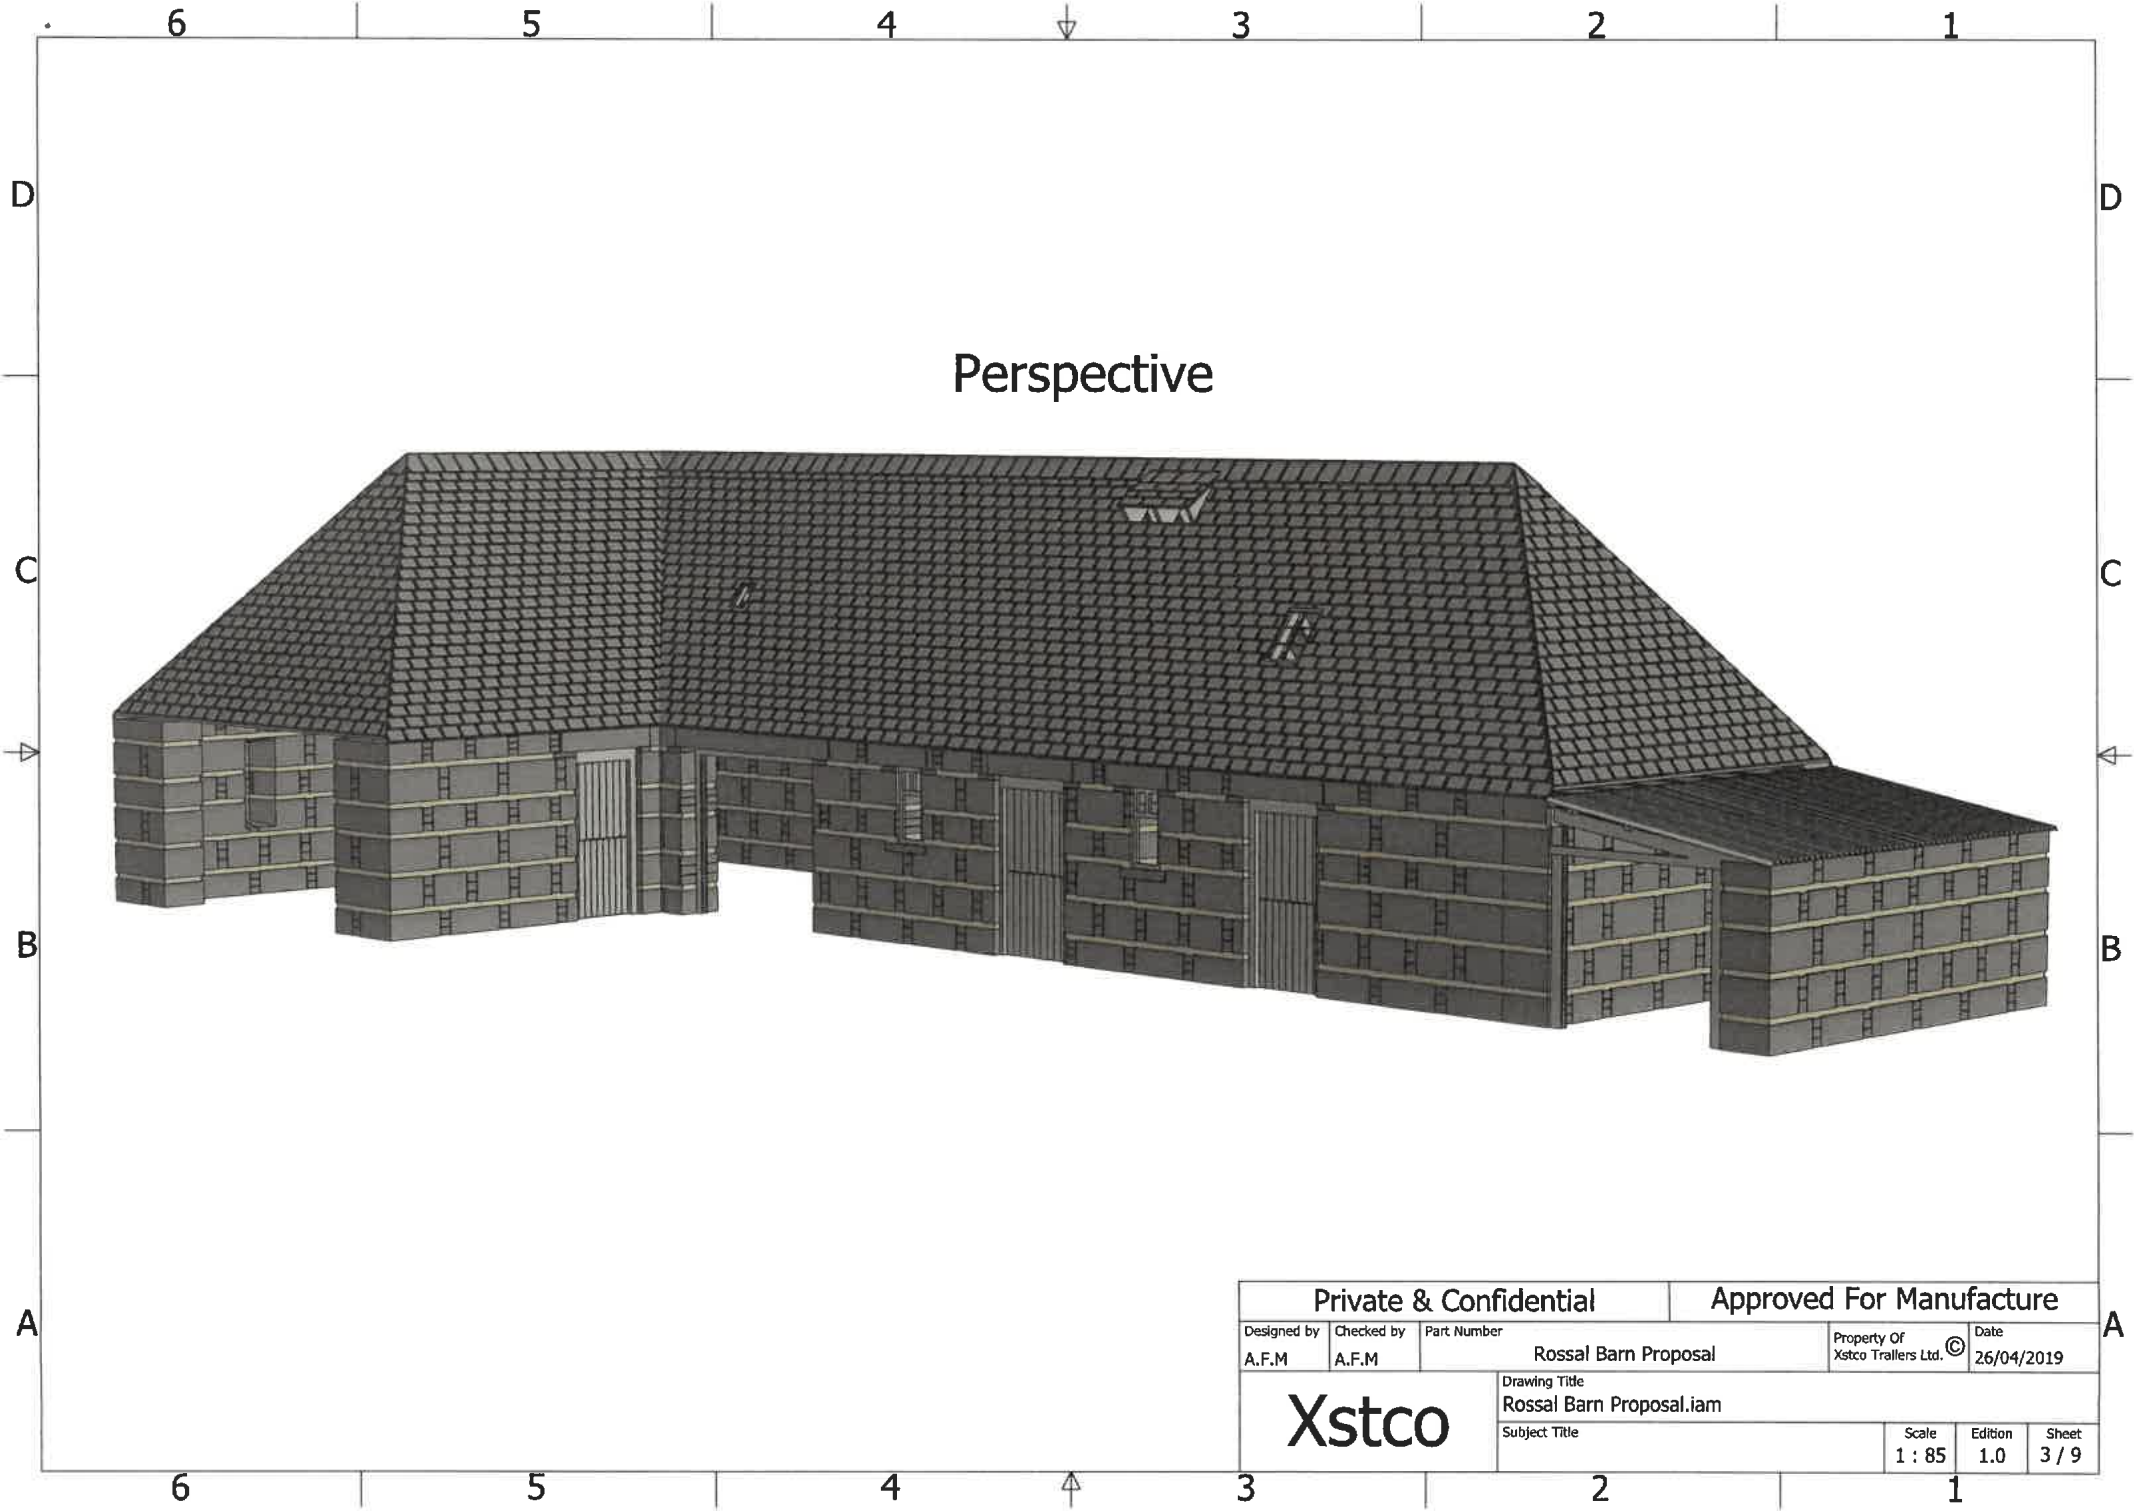 6 5 4 3 2 1
D D
Perspective
C C
B B
A A
Private & Confidential Approved For Manufacture
Designed by Checked by Part Number Property Of © Date
A.F.M A.F.M Rossal Barn Proposal Xstco Trailers Ltd. 26/04/2019
Xstco
Drawing Title
Rossal Barn Proposal.iam
Subject Title Scale Edition Sheet
1 : 85 1.0 3 / 9
6 5 4 3 2 1